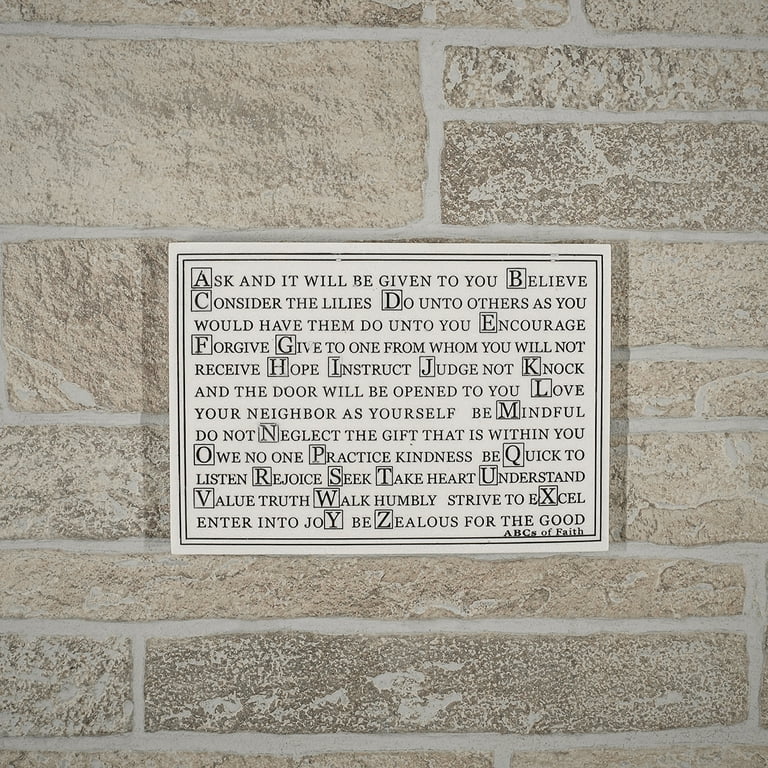 ASK AND IT WILL BE GIVEN TO YOU BELIEVE
CONSIDER THE LILIES DO UNTO OTHERS AS YOU
WOULD HAVE THEM DO UNTO YOU ENCOURAGE
FORGIVE GIVE TO ONE FROM WHOM YOU WILL NOT
RECEIVE HOPE INSTRUCT JUDGE NOT KNOCK
AND THE DOOR WILL BE OPENED TO YOU LOVE
YOUR NEIGHBOR AS YOURSELF BE MINDFUL
DO NOT NEGLECT THE GIFT THAT IS WITHIN YOU
OWE NO ONE PRACTICE KINDNESS BE QUICK TO
LISTEN REJOICE SEEK TAKE HEART UNDERSTAND
VALUE TRUTH WALK HUMBLY STRIVE TO EXCEL
ENTER INTO JOY BE ZEALOUS FOR THE GOOD
ABCs of Faith